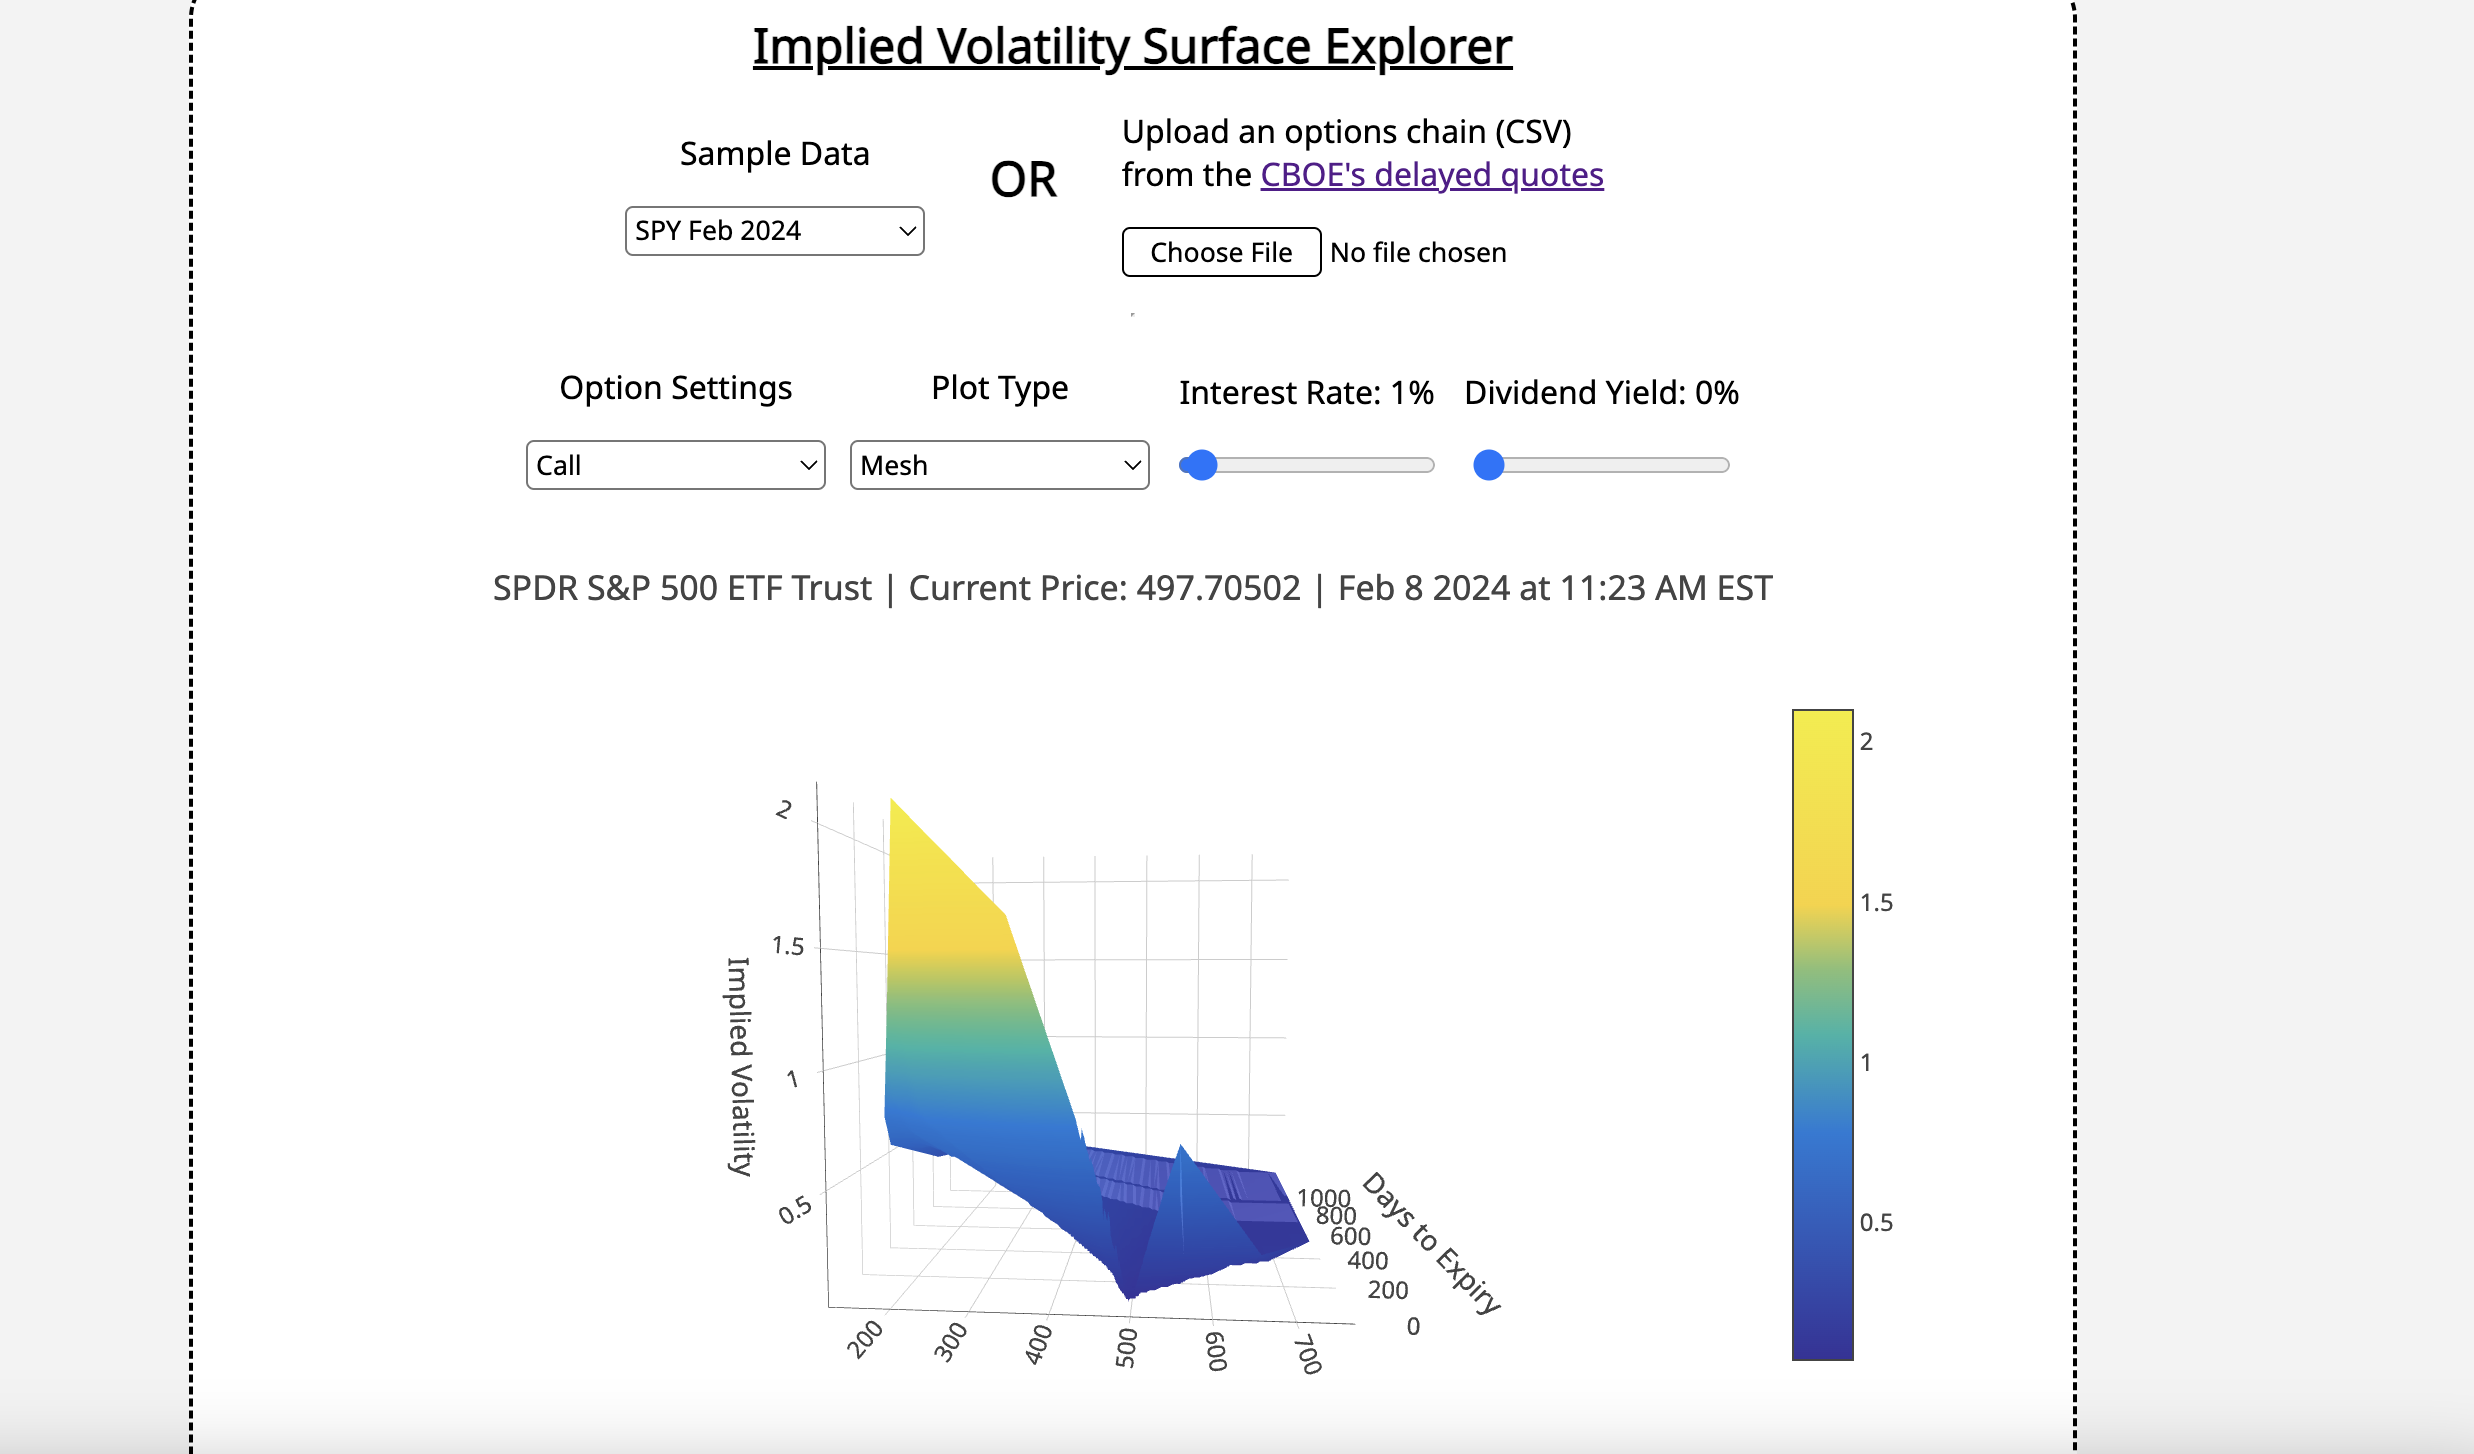 Implied Volatility Surface Explorer
Sample Data
SPY Feb 2024
OR
Upload an options chain (CSV)
from the CBOE's delayed quotes
Choose File No file chosen
Option Settings
Call
Plot Type
Mesh
Interest Rate: 1%
Dividend Yield: 0%
SPDR S&P 500 ETF Trust | Current Price: 497.70502 | Feb 8 2024 at 11:23 AM EST
2
1.5
1
0.5
Implied Volatility
200
300
400
500
600
700
1000
800
600
400
200
0
Days to Expiry
2
1.5
1
0.5